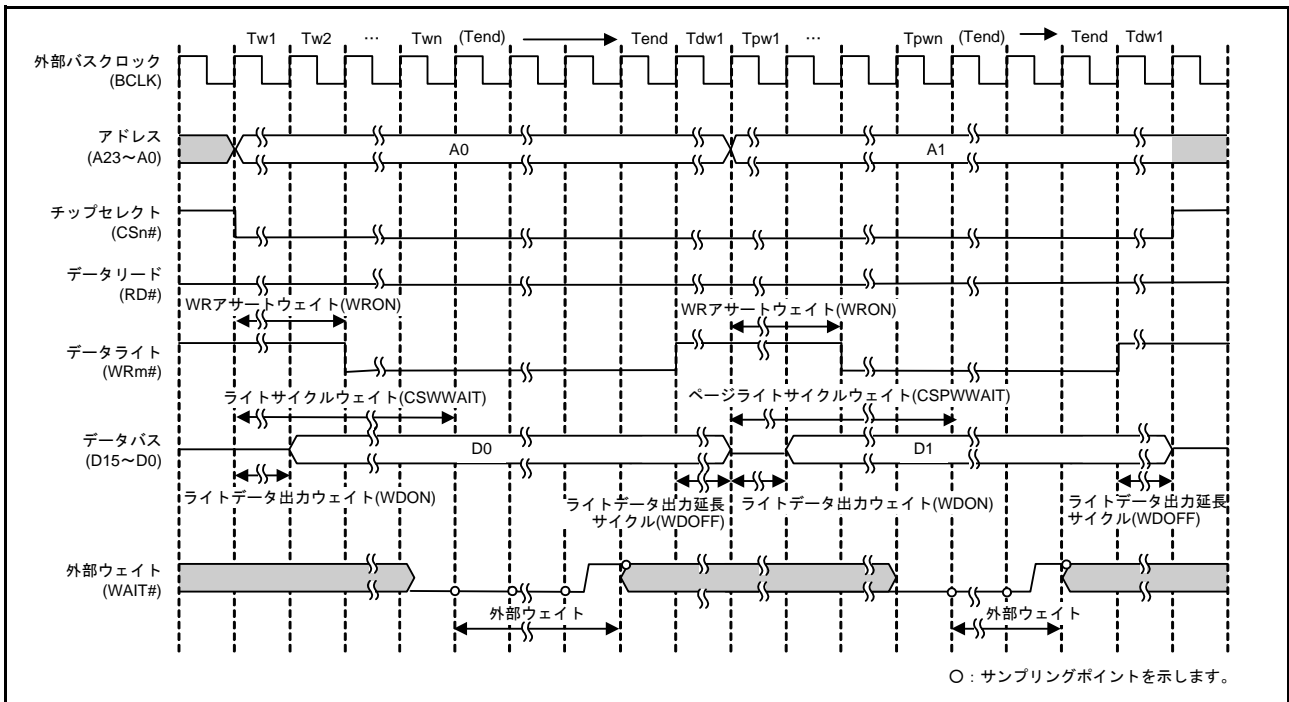 Tw1 Tw2 … Twn (Tend) Tend Tdw1 Tpw1 … Tpwn (Tend) Tend Tdw1
外部バスクロック
(BCLK)
アドレス
(A23～A0)
A0
A1
チップセレクト
(CSn#)
データリード
(RD#)
WRアサートウェイト(WRON)
WRアサートウェイト(WRON)
データライト
(WRm#)
ライトサイクルウェイト(CSWWAIT)
ページライトサイクルウェイト(CSPWWAIT)
データバス
(D15～D0)
D0
D1
ライトデータ出力ウェイト(WDON)
ライトデータ出力延長
サイクル(WDOFF)
ライトデータ出力ウェイト(WDON)
ライトデータ出力延長
サイクル(WDOFF)
外部ウェイト
(WAIT#)
外部ウェイト
外部ウェイト
○：サンプリングポイントを示します。